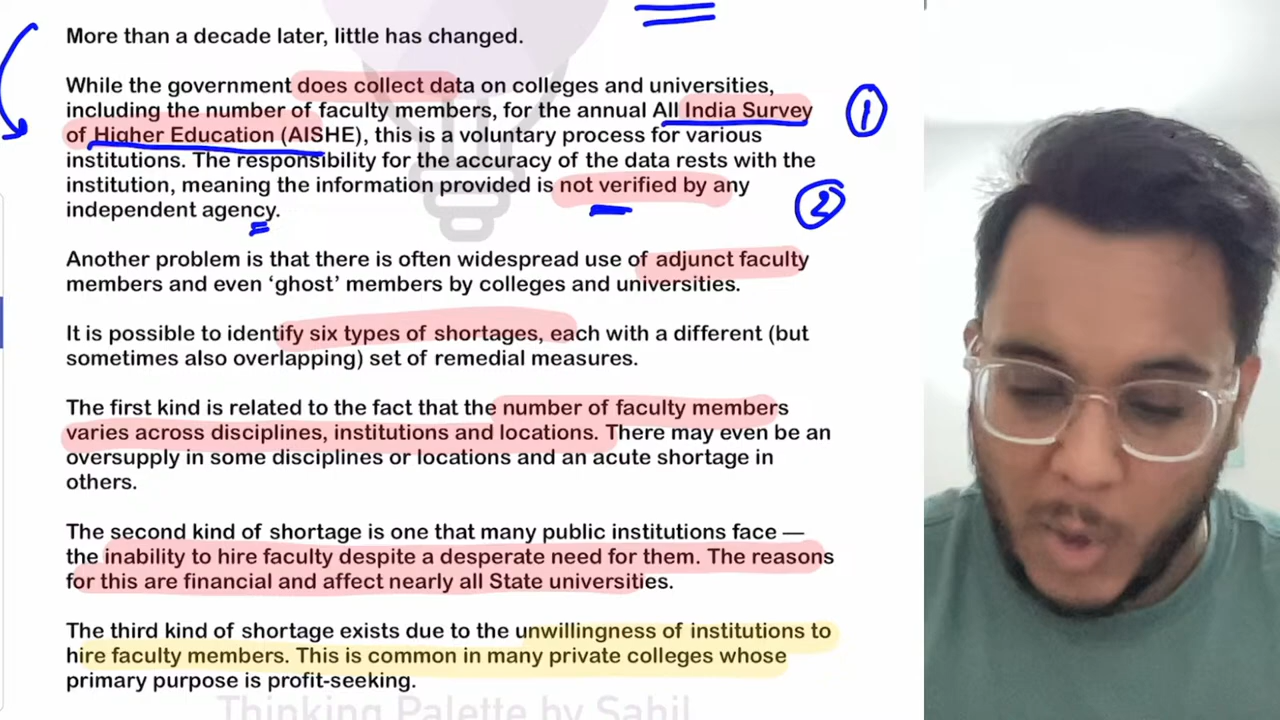 More than a decade later, little has changed.
While the government does collect data on colleges and universities,
including the number of faculty members, for the annual All India Survey
of Higher Education (AISHE), this is a voluntary process for various
institutions. The responsibility for the accuracy of the data rests with the
institution, meaning the information provided is not verified by any
independent agency.
1
2
Another problem is that there is often widespread use of adjunct faculty
members and even ‘ghost’ members by colleges and universities.
It is possible to identify six types of shortages, each with a different (but
sometimes also overlapping) set of remedial measures.
The first kind is related to the fact that the number of faculty members
varies across disciplines, institutions and locations. There may even be an
oversupply in some disciplines or locations and an acute shortage in
others.
The second kind of shortage is one that many public institutions face —
the inability to hire faculty despite a desperate need for them. The reasons
for this are financial and affect nearly all State universities.
The third kind of shortage exists due to the unwillingness of institutions to
hire faculty members. This is common in many private colleges whose
primary purpose is profit-seeking.
Thinking Palette by Sahil